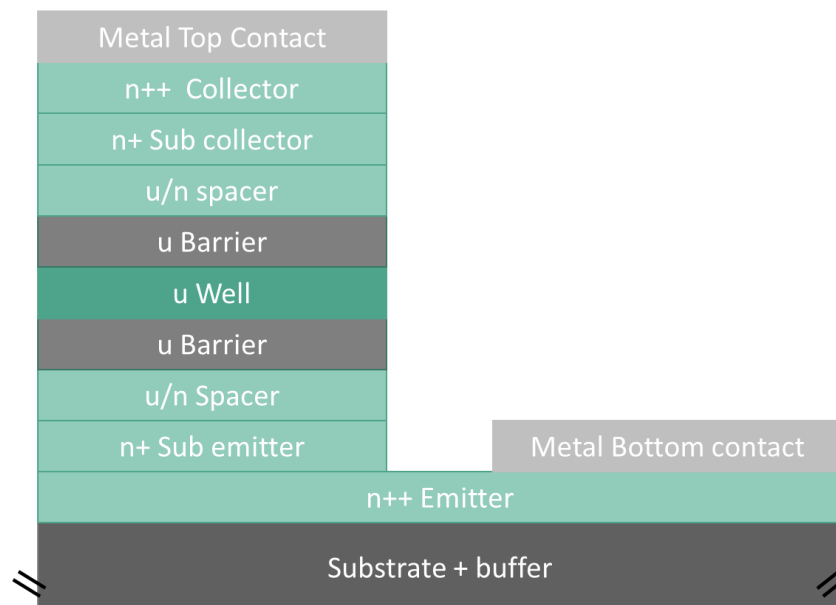 Metal Top Contact
n++ Collector
n+ Sub collector
u/n spacer
u Barrier
u Well
u Barrier
u/n Spacer
n+ Sub emitter
Metal Bottom contact
n++ Emitter
Substrate + buffer